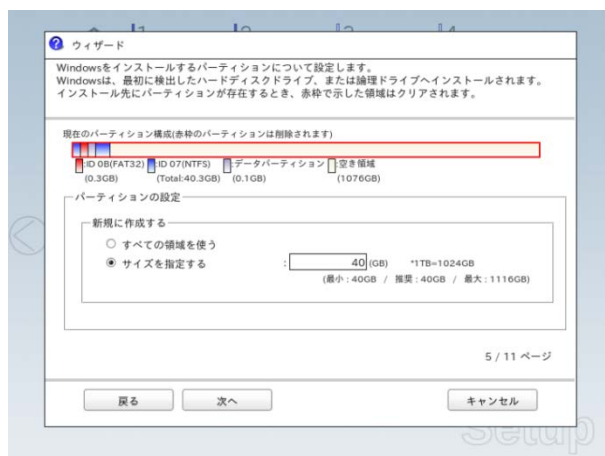 ウィザード
Windowsをインストールするパーティションについて設定します。
Windowsは、最初に検出したハードディスクドライブ、または論理ドライブへインストールされます。
インストール先にパーティションが存在するとき、赤枠で示した領域はクリアされます。
現在のパーティション構成(赤枠のパーティションは削除されます)
:ID 0B(FAT32) :ID 07(NTFS) :データパーティション :空き領域
(0.3GB) (Total:40.3GB) (0.1GB) (1076GB)
パーティションの設定
新規に作成する
すべての領域を使う
サイズを指定する : 40 (GB) *1TB=1024GB
(最小 : 40GB / 推奨 : 40GB / 最大 : 1116GB)
5 / 11 ページ
戻る 次へ キャンセル
Setup